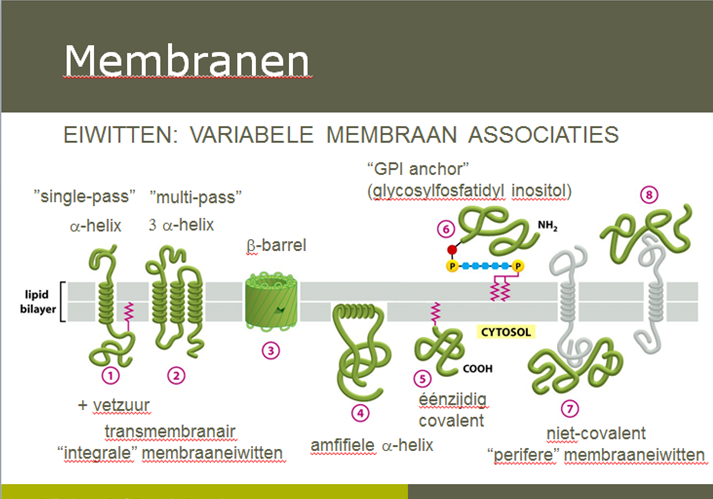 Membranen
EIWITTEN: VARIABELE MEMBRAAN ASSOCIATIES
"GPI anchor"
(glycosylfosfatidyl inositol)
"single-pass"
α-helix
"multi-pass"
3 α-helix
β-barrel
6
NH₂
8
P
P
lipid
bilayer
CYTOSOL
COOH
1
2
3
4
5
7
+ vetzuur
transmembranair
"integrale" membraaneiwitten
amfifiele α-helix
éénzijdig
covalent
niet-covalent
"perifere" membraaneiwitten